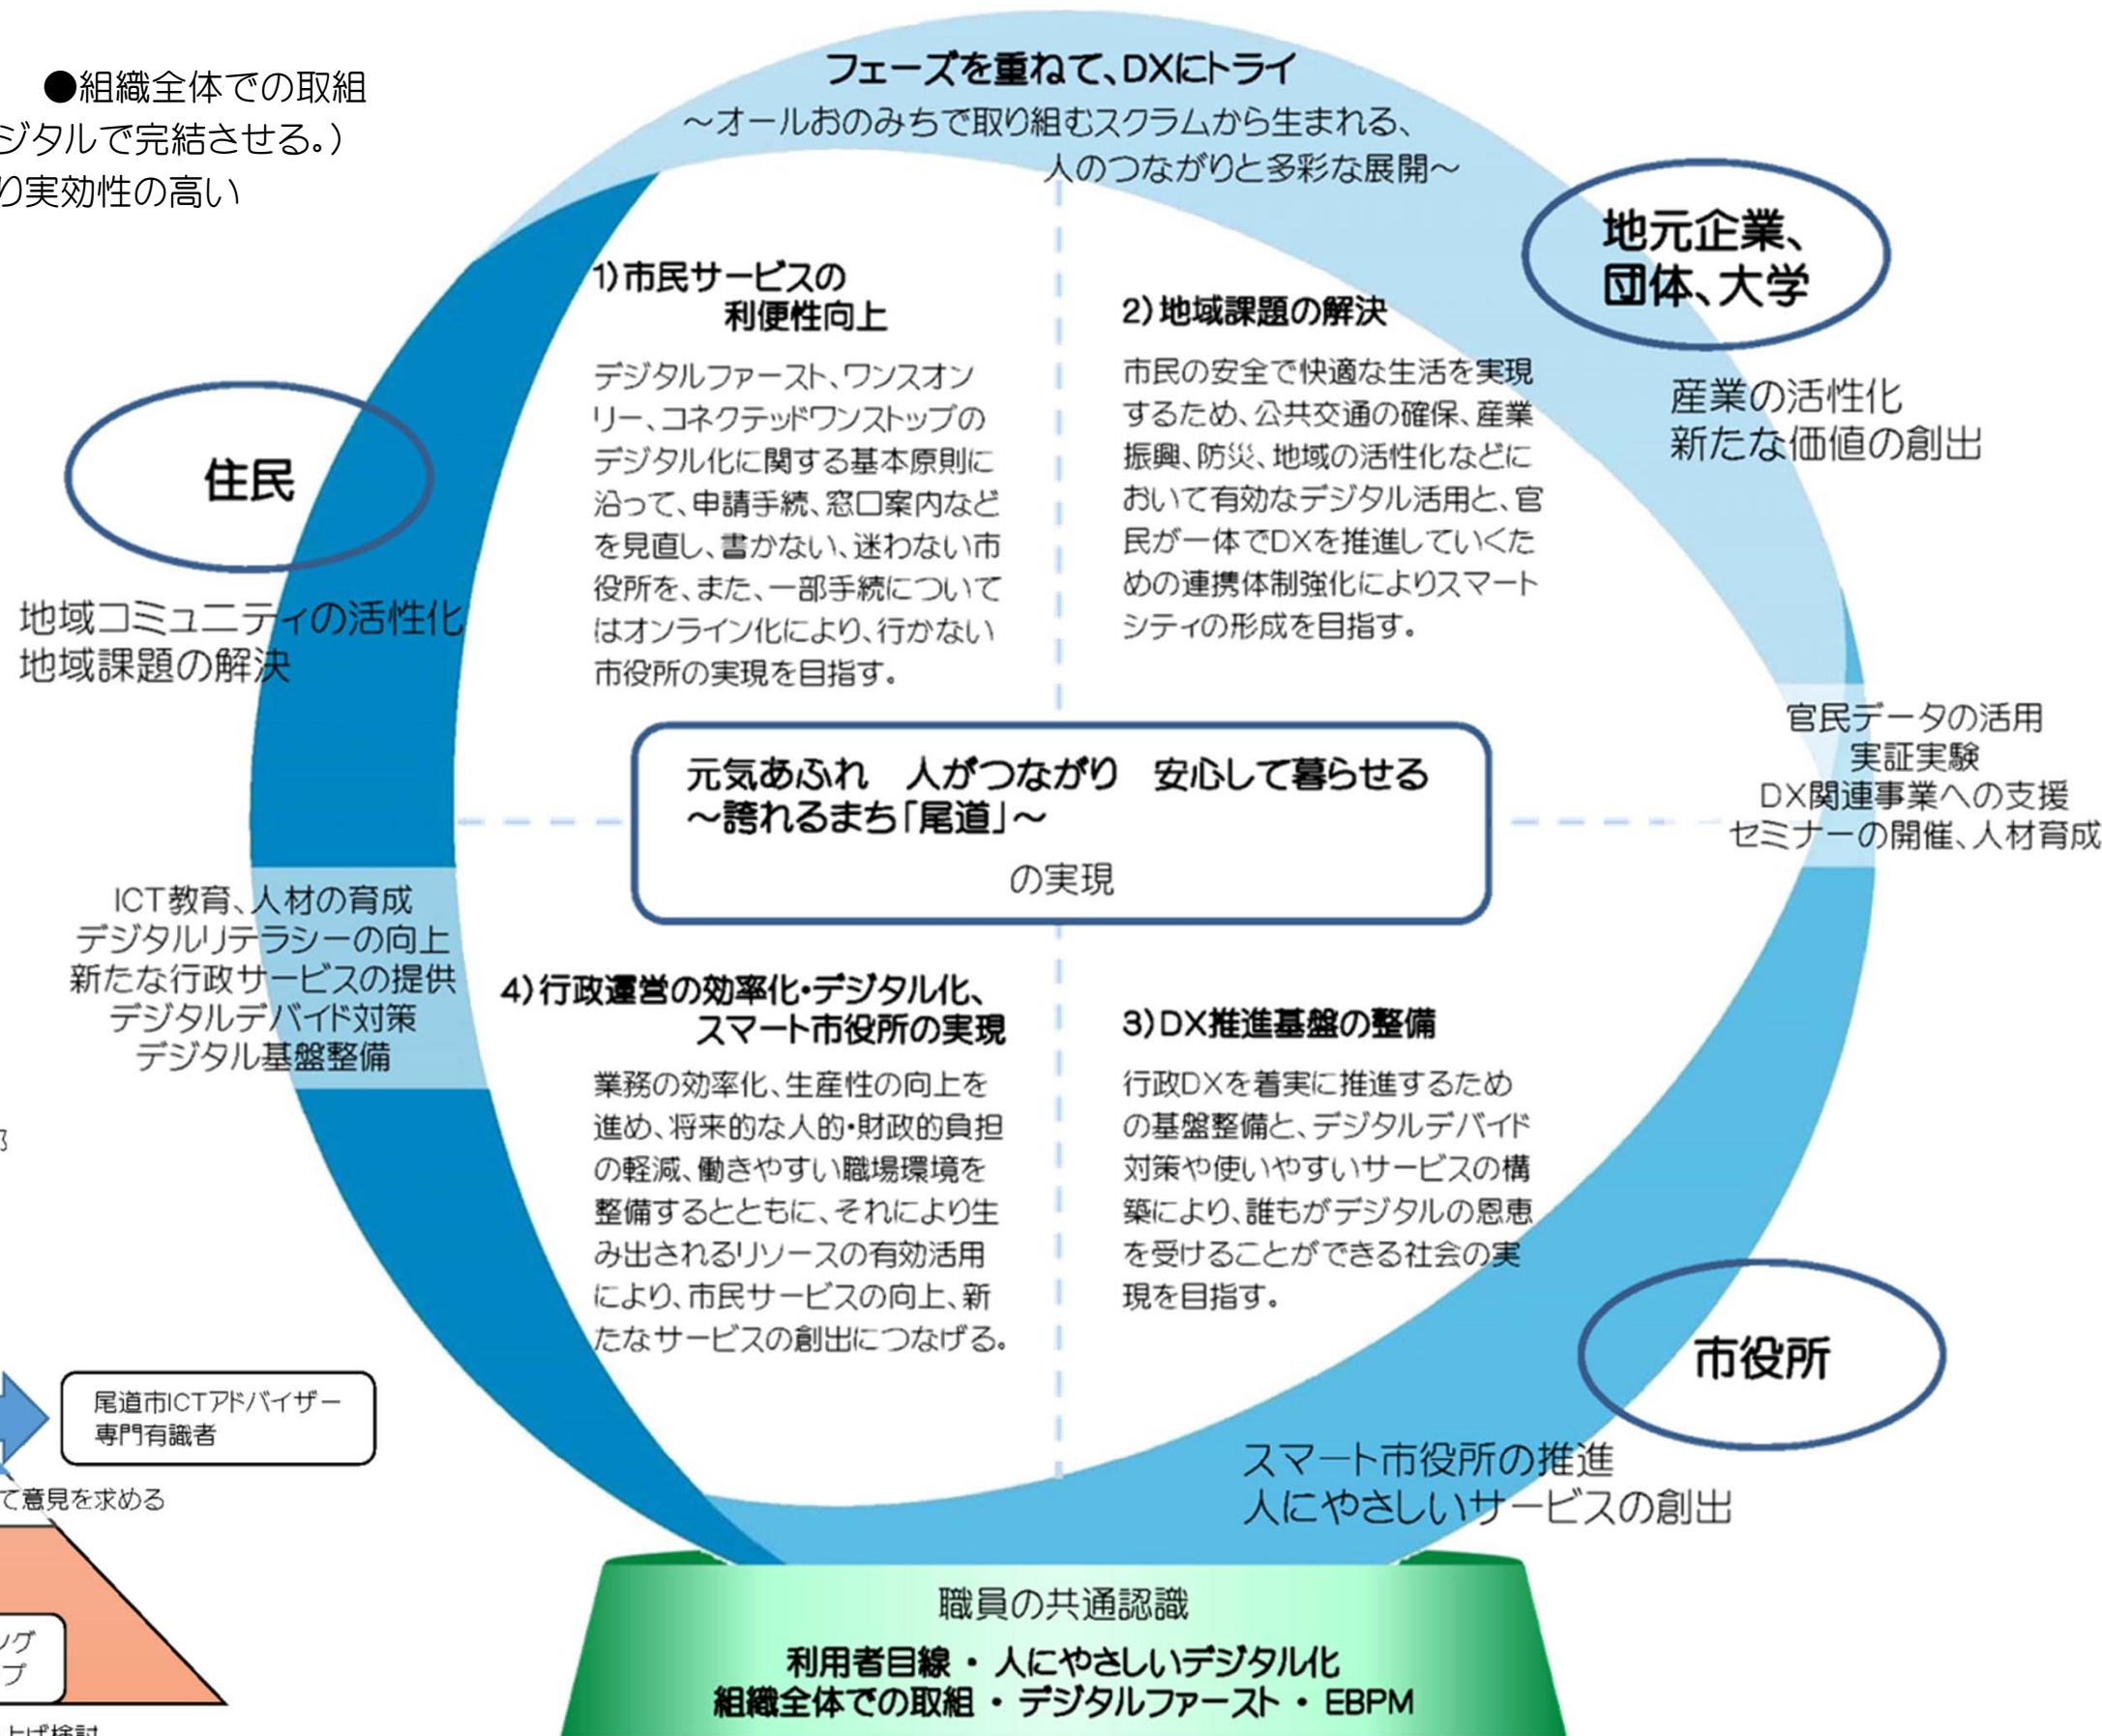 ●組織全体での取組
ジタルで完結させる。)
り実効性の高い
フェーズを重ねて、DXにトライ
～オールおのみちで取り組むスクラムから生まれる、
人のつながりと多彩な展開～
地元企業、
団体、大学
産業の活性化
新たな価値の創出
住民
地域コミュニティの活性化
地域課題の解決
1)市民サービスの
利便性向上
デジタルファースト、ワンスオン
リー、コネクテッドワンストップの
デジタル化に関する基本原則に
沿って、申請手続、窓口案内など
を見直し、書かない、迷わない市
役所を、また、一部手続について
はオンライン化により、行かない
市役所の実現を目指す。
2)地域課題の解決
市民の安全で快適な生活を実現
するため、公共交通の確保、産業
振興、防災、地域の活性化などに
おいて有効なデジタル活用と、官
民が一体でDXを推進していくた
めの連携体制強化によりスマート
シティの形成を目指す。
官民データの活用
実証実験
DX関連事業への支援
セミナーの開催、人材育成
元気あふれ 人がつながり 安心して暮らせる
～誇れるまち「尾道」～
の実現
ICT教育、人材の育成
デジタルリテラシーの向上
新たな行政サービスの提供
デジタルデバイド対策
デジタル基盤整備
4)行政運営の効率化・デジタル化、
スマート市役所の実現
業務の効率化、生産性の向上を
進め、将来的な人的・財政的負担
の軽減、働きやすい職場環境を
整備するとともに、それにより生
み出されるリソースの有効活用
により、市民サービスの向上、新
たなサービスの創出につなげる。
3)DX推進基盤の整備
行政DXを着実に推進するため
の基盤整備と、デジタルデバイド
対策や使いやすいサービスの構
築により、誰もがデジタルの恩恵
を受けることができる社会の実
現を目指す。
市役所
スマート市役所の推進
人にやさしいサービスの創出
尾道市ICTアドバイザー
専門有識者
て意見を求める
ング
プ
上げ検討
職員の共通認識
利用者目線 ・ 人にやさしいデジタル化
組織全体での取組 ・ デジタルファースト ・ EBPM